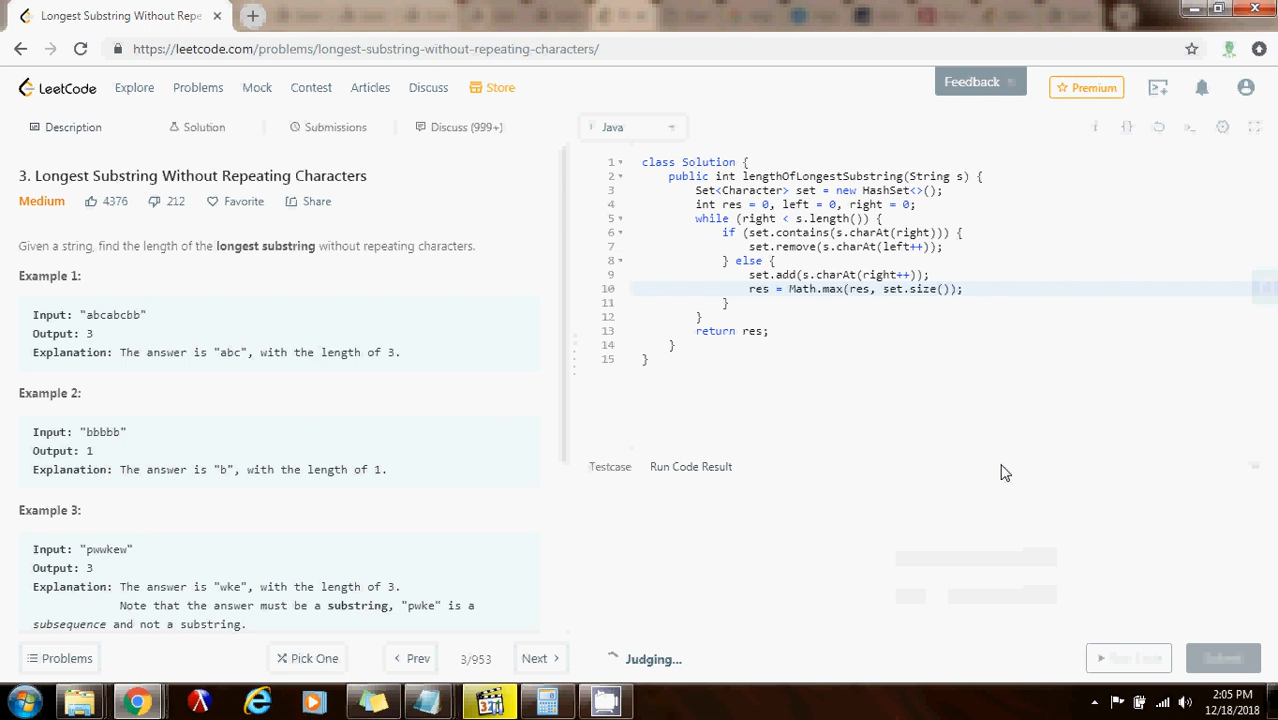 Longest Substring Without Repe
https://leetcode.com/problems/longest-substring-without-repeating-characters/
LeetCode Explore Problems Mock Contest Articles Discuss Store Feedback Premium
Description Solution Submissions Discuss (999+) Java
3. Longest Substring Without Repeating Characters
Medium 4376 212 Favorite Share
Given a string, find the length of the longest substring without repeating characters.
Example 1:
Input: "abcabcbb"
Output: 3
Explanation: The answer is "abc", with the length of 3.
Example 2:
Input: "bbbbb"
Output: 1
Explanation: The answer is "b", with the length of 1.
Example 3:
Input: "pwwkew"
Output: 3
Explanation: The answer is "wke", with the length of 3.
Note that the answer must be a substring, "pwke" is a
subsequence and not a substring.
1 class Solution {
2 public int lengthOfLongestSubstring(String s) {
3 Set<Character> set = new HashSet<>();
4 int res = 0, left = 0, right = 0;
5 while (right < s.length()) {
6 if (set.contains(s.charAt(right))) {
7 set.remove(s.charAt(left++));
8 } else {
9 set.add(s.charAt(right++));
10 res = Math.max(res, set.size());
11 }
12 }
13 return res;
14 }
15 }
Testcase Run Code Result
Problems Pick One Prev 3/953 Next Judging...
2:05 PM
12/18/2018